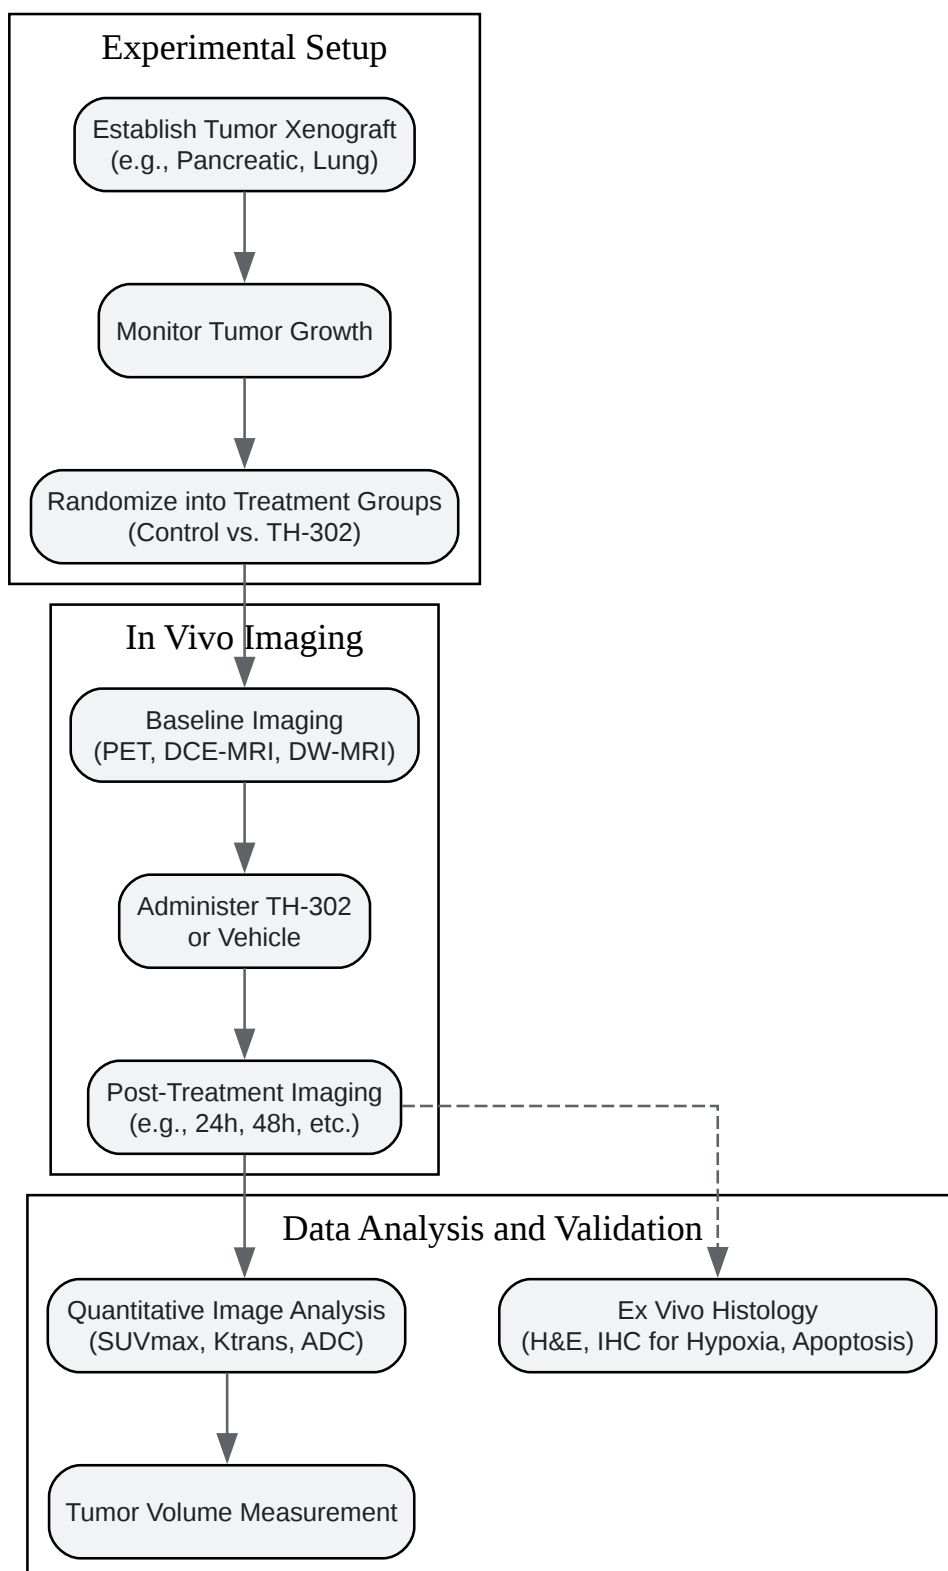 Experimental Setup
Establish Tumor Xenograft
(e.g., Pancreatic, Lung)
Monitor Tumor Growth
Randomize into Treatment Groups
(Control vs. TH-302)
In Vivo Imaging
Baseline Imaging
(PET, DCE-MRI, DW-MRI)
Administer TH-302
or Vehicle
Post-Treatment Imaging
(e.g., 24h, 48h, etc.)
Data Analysis and Validation
Quantitative Image Analysis
(SUVmax, Ktrans, ADC)
Ex Vivo Histology
(H&E, IHC for Hypoxia, Apoptosis)
Tumor Volume Measurement